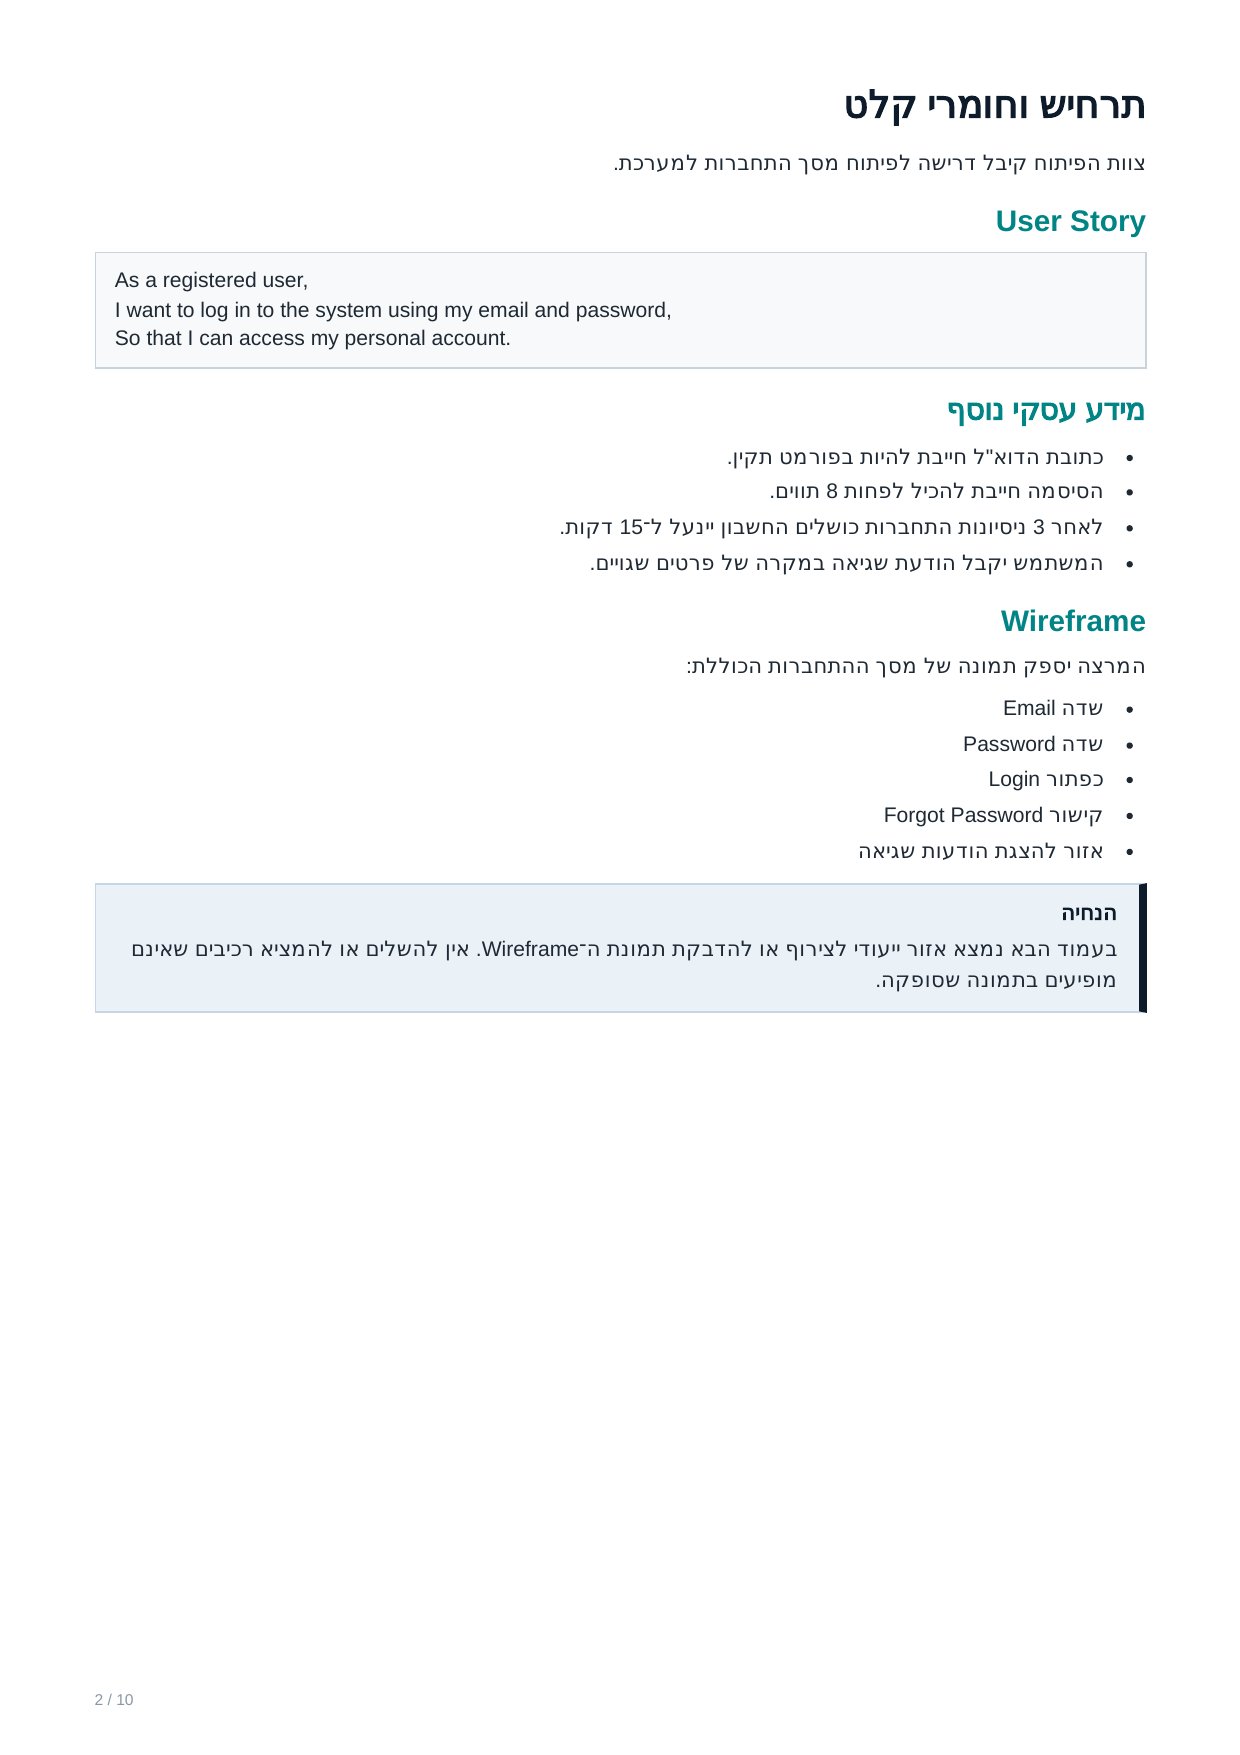 תרחיש וחומרי קלט
צוות הפיתוח קיבל דרישה לפיתוח מסך התחברות למערכת.
User Story
As a registered user,
I want to log in to the system using my email and password,
So that I can access my personal account.
מידע עסקי נוסף
• כתובת הדוא"ל חייבת להיות בפורמט תקין.
• הסיסמה חייבת להכיל לפחות 8 תווים.
• לאחר 3 ניסיונות התחברות כושלים החשבון יינעל ל־15 דקות.
• המשתמש יקבל הודעת שגיאה במקרה של פרטים שגויים.
Wireframe
המרצה יספק תמונה של מסך ההתחברות הכוללת:
• שדה Email
• שדה Password
• כפתור Login
• קישור Forgot Password
• אזור להצגת הודעות שגיאה
הנחיה
בעמוד הבא נמצא אזור ייעודי לצירוף או להדבקת תמונת ה־Wireframe. אין להשלים או להמציא רכיבים שאינם
מופיעים בתמונה שסופקה.
2 / 10